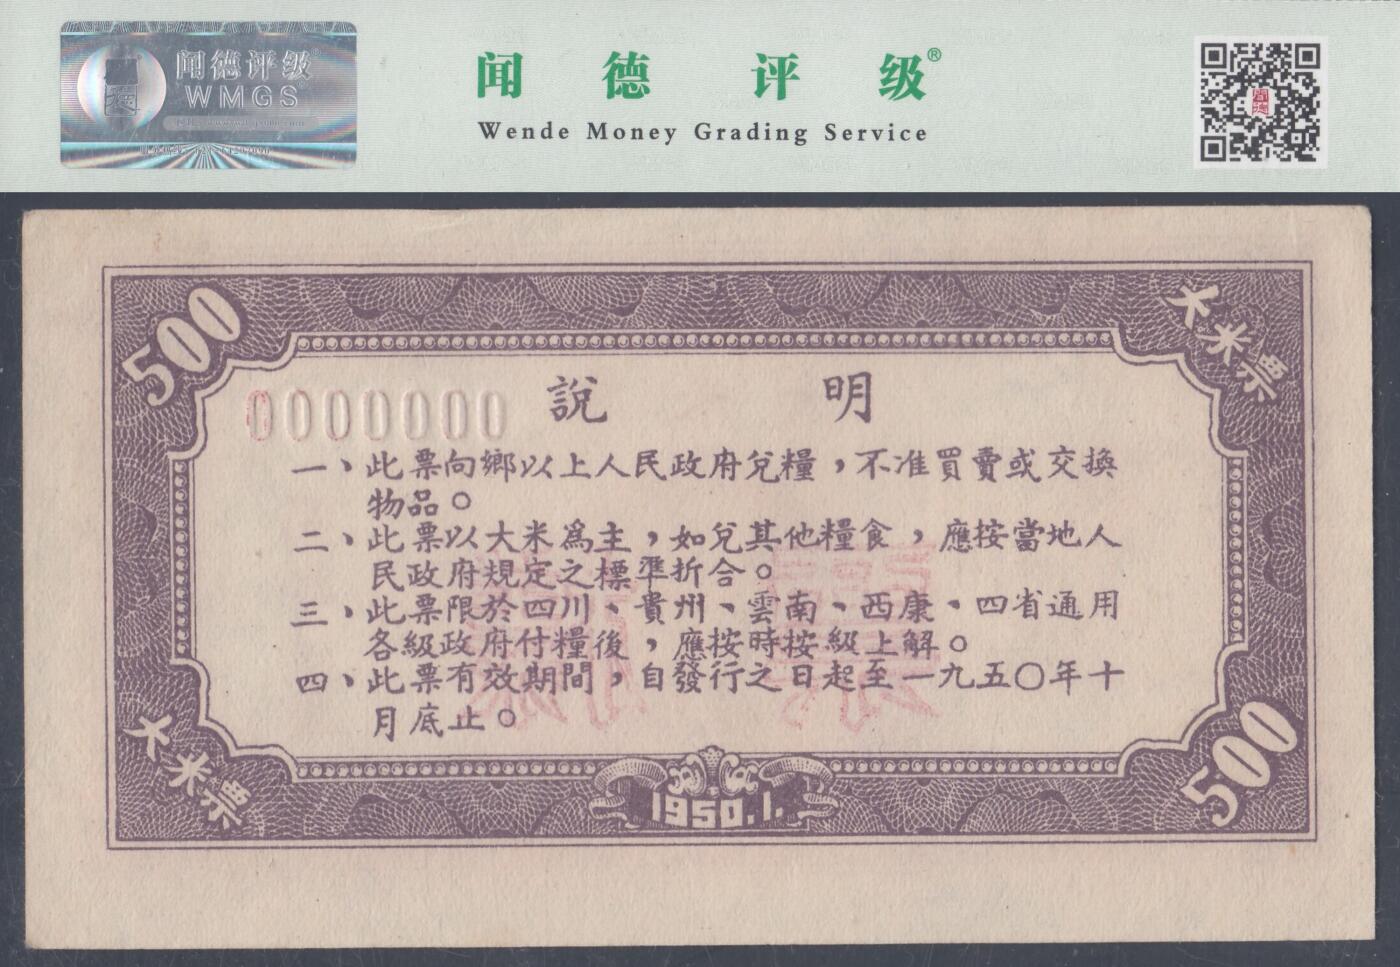 闻德评级®
WMGS
闻德评级®
Wende Money Grading Service
500
大米票
0000000
說明
一、此票向鄉以上人民政府兌糧，不准買賣或交換
物品。
二、此票以大米爲主，如兌其他糧食，應按當地人
民政府規定之標準折合。
三、此票限於四川、貴州、雲南、西康、四省通用
各級政府付糧後，應按時按級上解。
四、此票有效期間，自發行之日起至一九五〇年十
月底止。
大米票
1950.1.
500